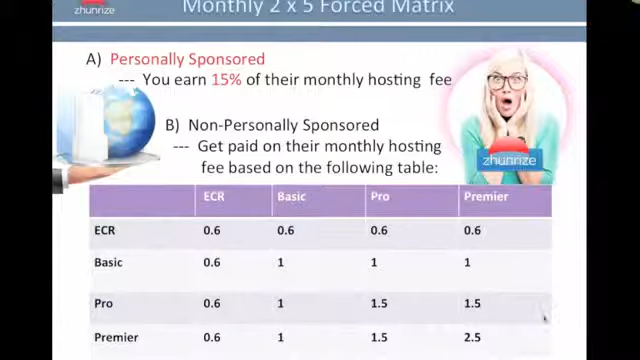 Monthly 2 x 5 Forced Matrix
zhunrize
A) Personally Sponsored
--- You earn 15% of their monthly hosting fee
B) Non-Personally Sponsored
--- Get paid on their monthly hosting
fee based on the following table:
zhunrize
ECR Basic Pro Premier
ECR 0.6 0.6 0.6 0.6
Basic 0.6 1 1 1
Pro 0.6 1 1.5 1.5
Premier 0.6 1 1.5 2.5